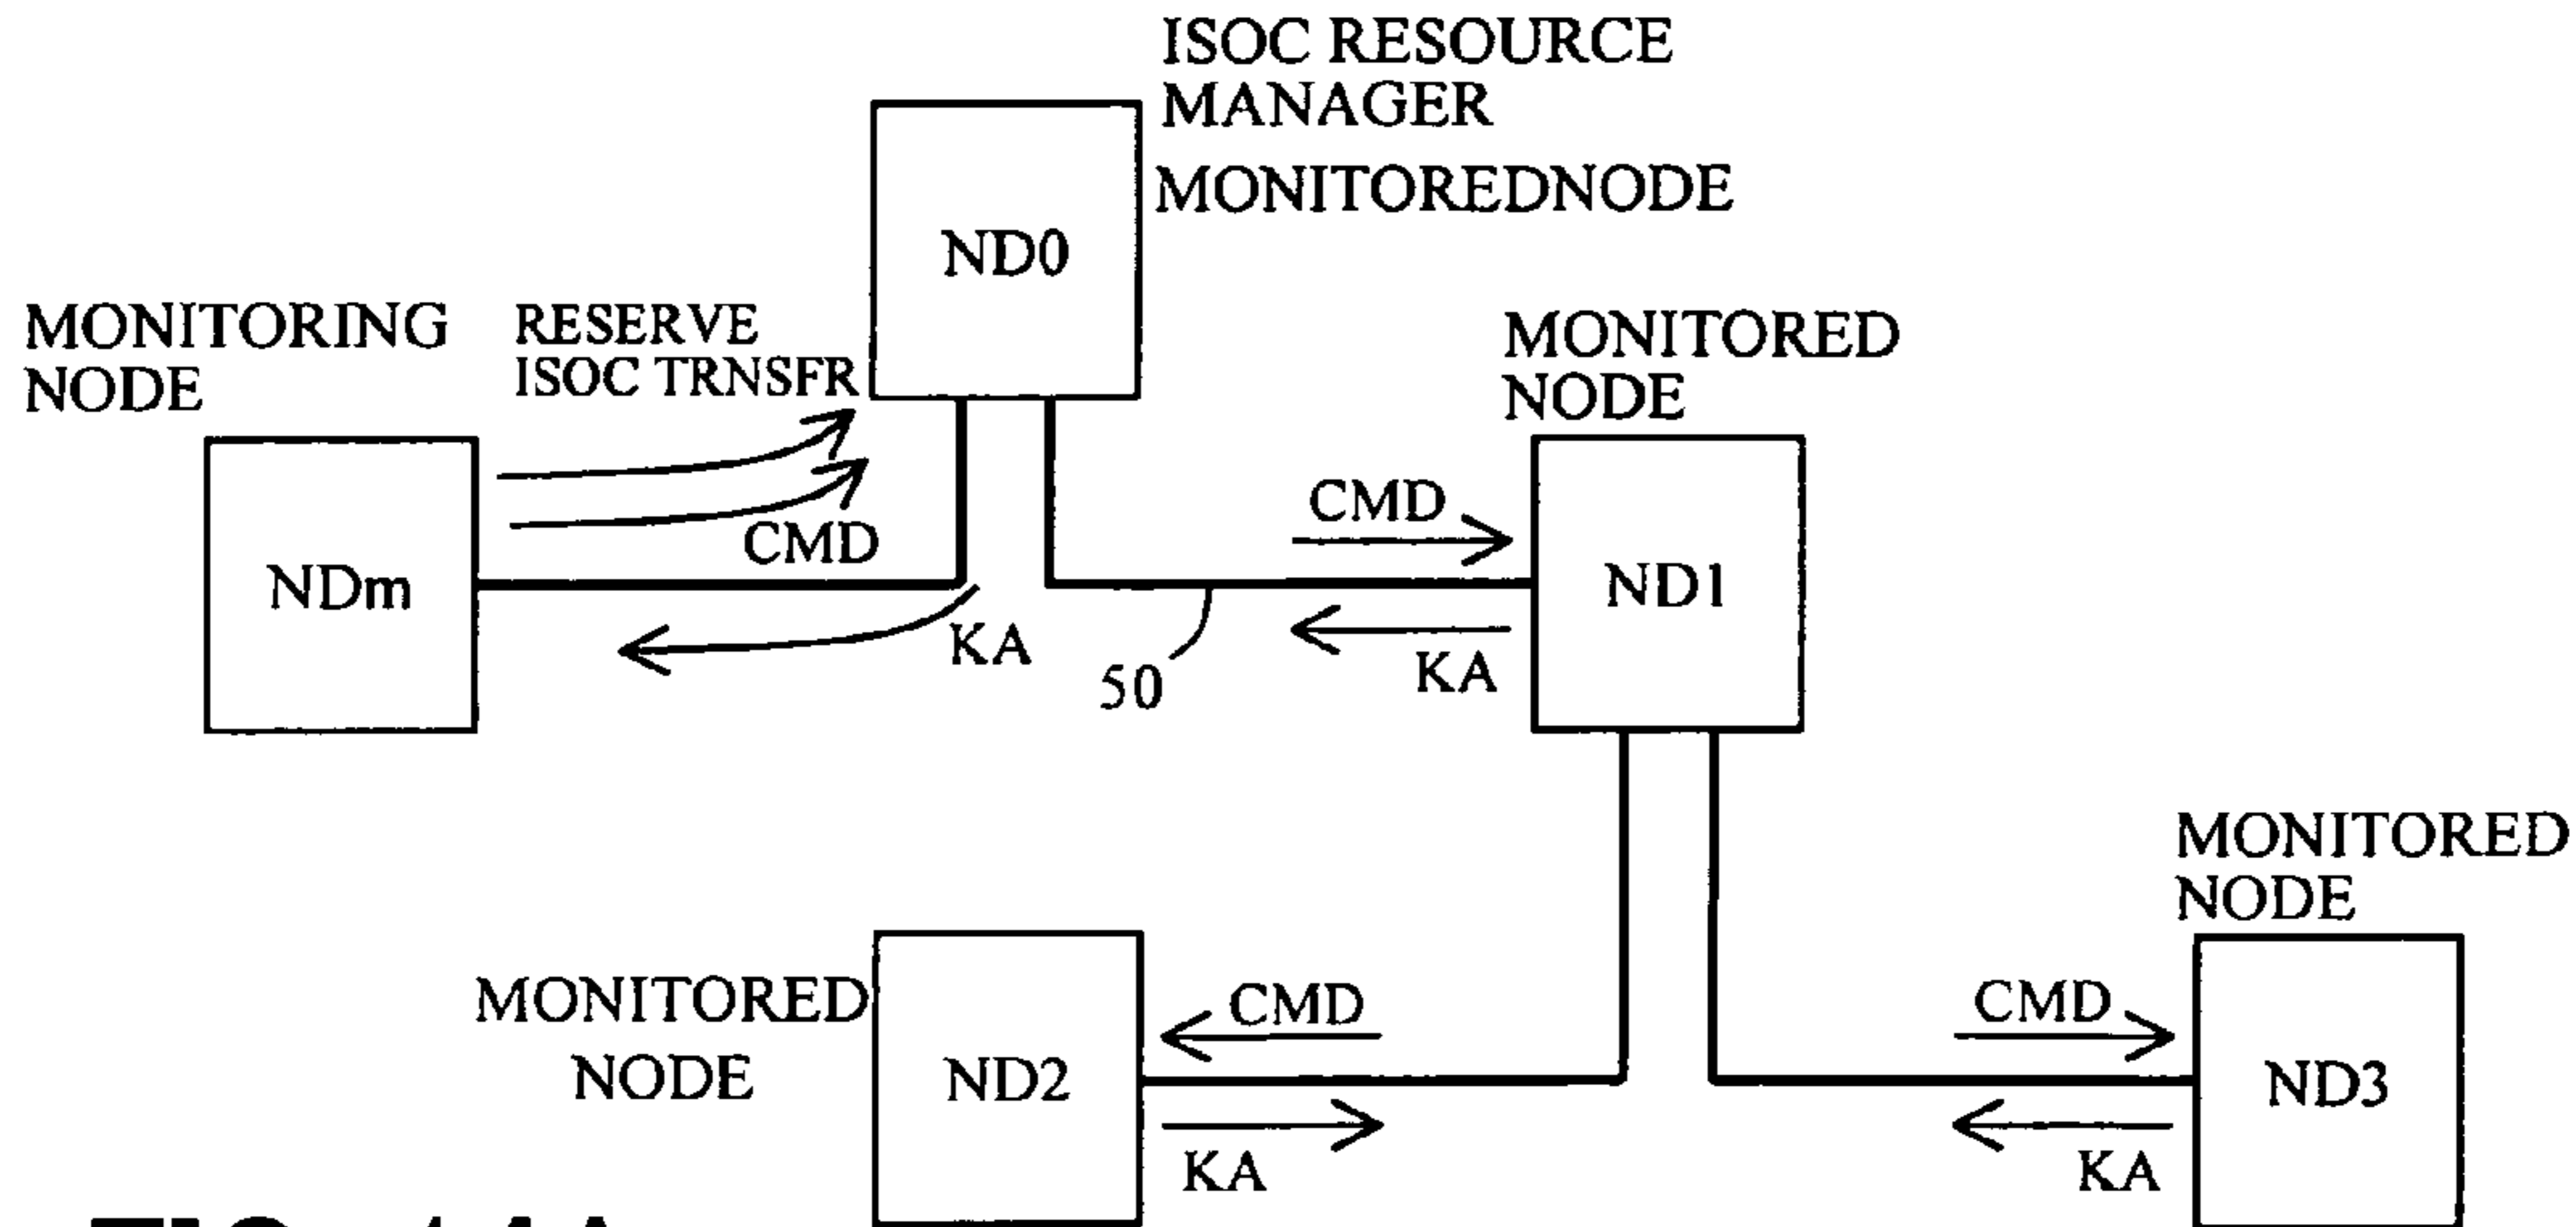 ISOC RESOURCE
MANAGER
MONITOREDNODE
ND0
MONITORING
NODE
RESERVE
ISOC TRNSFR
MONITORED
NODE
CMD
CMD
NDm
ND1
KA
KA
50
MONITORED
NODE
MONITORED
NODE
CMD
CMD
ND2
ND3
KA
KA